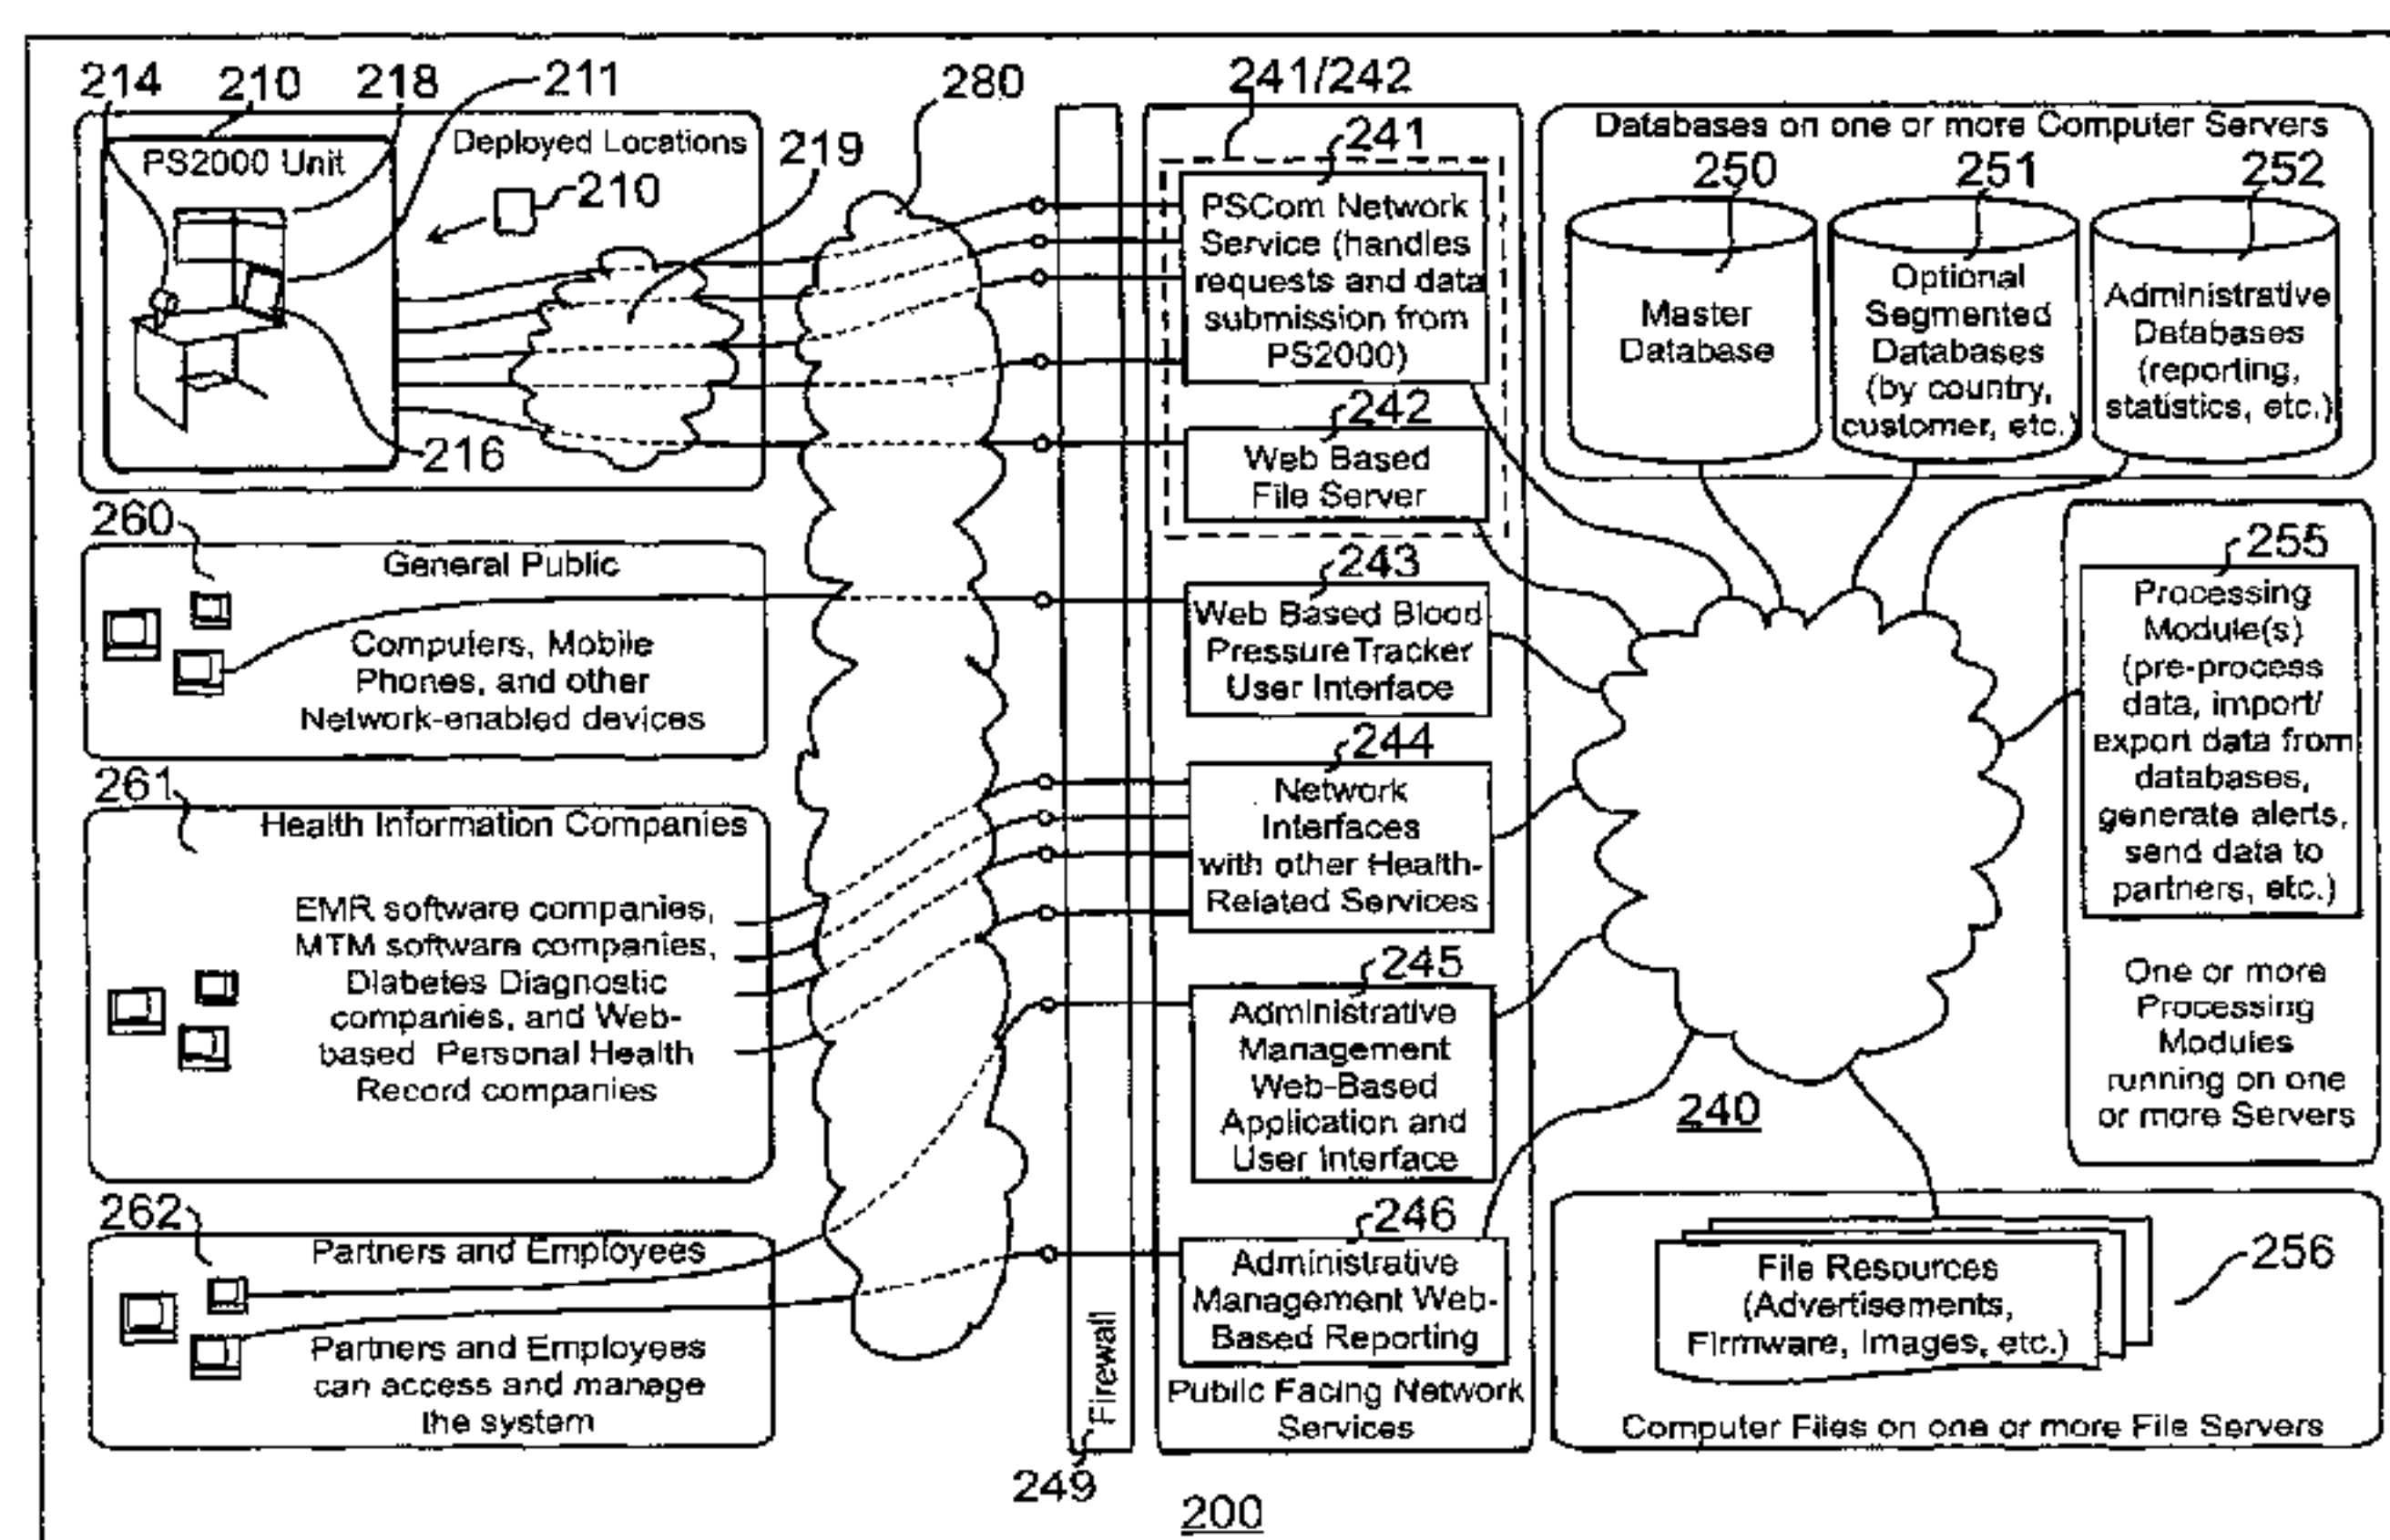 214
210
218
211
280
241/242
PS2000 Unit
Deployed Locations
210
219
216
241
PSCom Network
Service (handles
requests and data
submission from
PS2000)
242
Web Based
File Server
Databases on one or more Computer Servers
250
251
252
Master
Database
Optional
Segmented
Databases
(by country,
customer, etc.)
Administrative
Databases
(reporting,
statistics, etc.)
260
General Public
Computers, Mobile
Phones, and other
Network-enabled devices
243
Web Based Blood
Pressure Tracker
User Interface
255
Processing
Module(s)
(pre-process
data, import/
export data from
databases,
generate alerts,
send data to
partners, etc.)
One or more
Processing
Modules
running on one
or more Servers
261
Health Information Companies
EMR software companies,
MTM software companies,
Diabetes Diagnostic
companies, and Web-
based Personal Health
Record companies
244
Network
Interfaces
with other Health-
Related Services
245
Administrative
Management
Web-Based
Application and
User Interface
240
262
Partners and Employees
Partners and Employees
can access and manage
the system
246
Administrative
Management Web-
Based Reporting
Public Facing Network
Services
Firewall
249
256
File Resources
(Advertisements,
Firmware, Images, etc.)
Computer Files on one or more File Servers
200